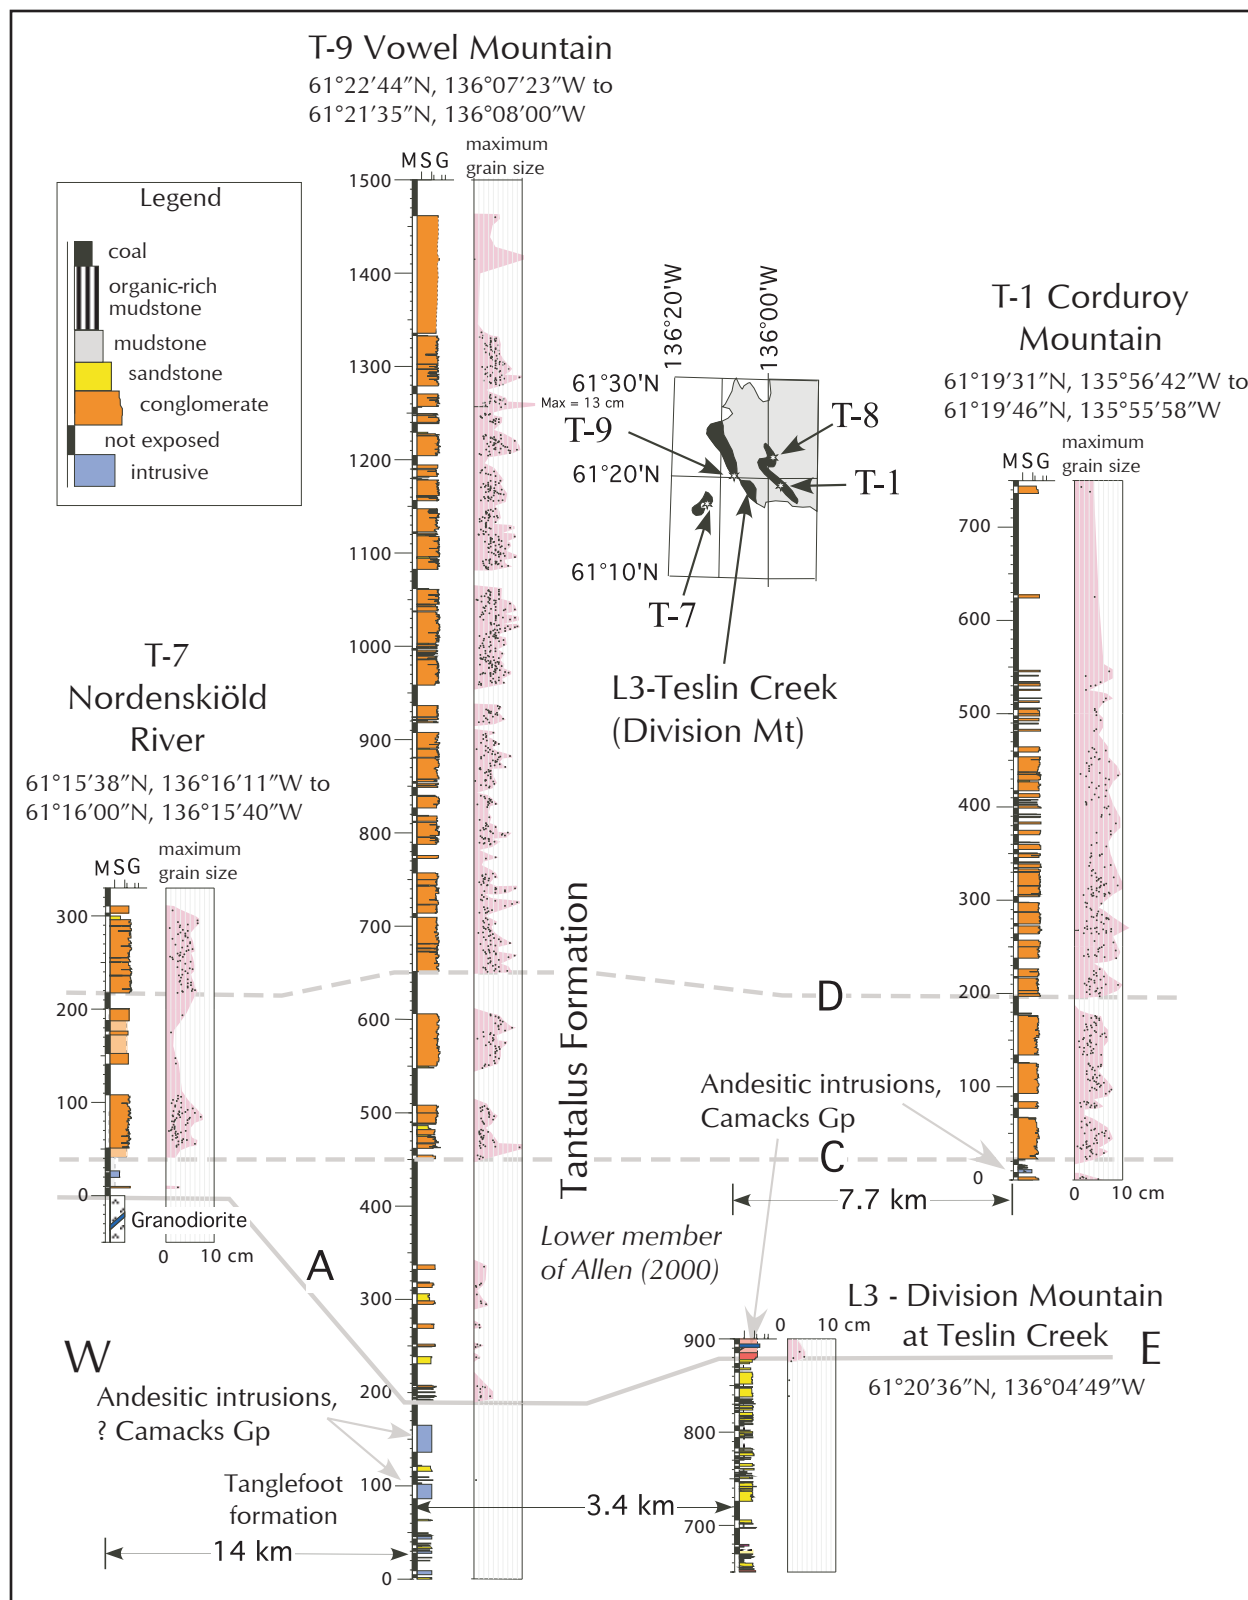 T-9 Vowel Mountain
61°22'44"N, 136°07'23"W to
61°21'35"N, 136°08'00"W
maximum
grain size
M S G
1500
1400
1300
1200
1100
1000
900
800
700
600
500
400
300
200
100
0
Max = 13 cm
Legend
coal
organic-rich
mudstone
mudstone
sandstone
conglomerate
not exposed
intrusive
136°20'W
136°00'W
61°30'N
61°20'N
61°10'N
T-9
T-8
T-1
T-7
L3-Teslin Creek
(Division Mt)
T-1 Corduroy
Mountain
61°19'31"N, 135°56'42"W to
61°19'46"N, 135°55'58"W
maximum
grain size
M S G
700
600
500
400
300
200
100
0
0 10 cm
T-7
Nordenskiöld
River
61°15'38"N, 136°16'11"W to
61°16'00"N, 136°15'40"W
maximum
grain size
M S G
300
200
100
0
Granodiorite
0 10 cm
Tantalus Formation
D
C
A
Andesitic intrusions,
Camacks Gp
7.7 km
Lower member
of Allen (2000)
L3 - Division Mountain
at Teslin Creek
0 10 cm
61°20'36"N, 136°04'49"W
900
800
700
E
W
Andesitic intrusions,
? Camacks Gp
Tanglefoot
formation
3.4 km
14 km